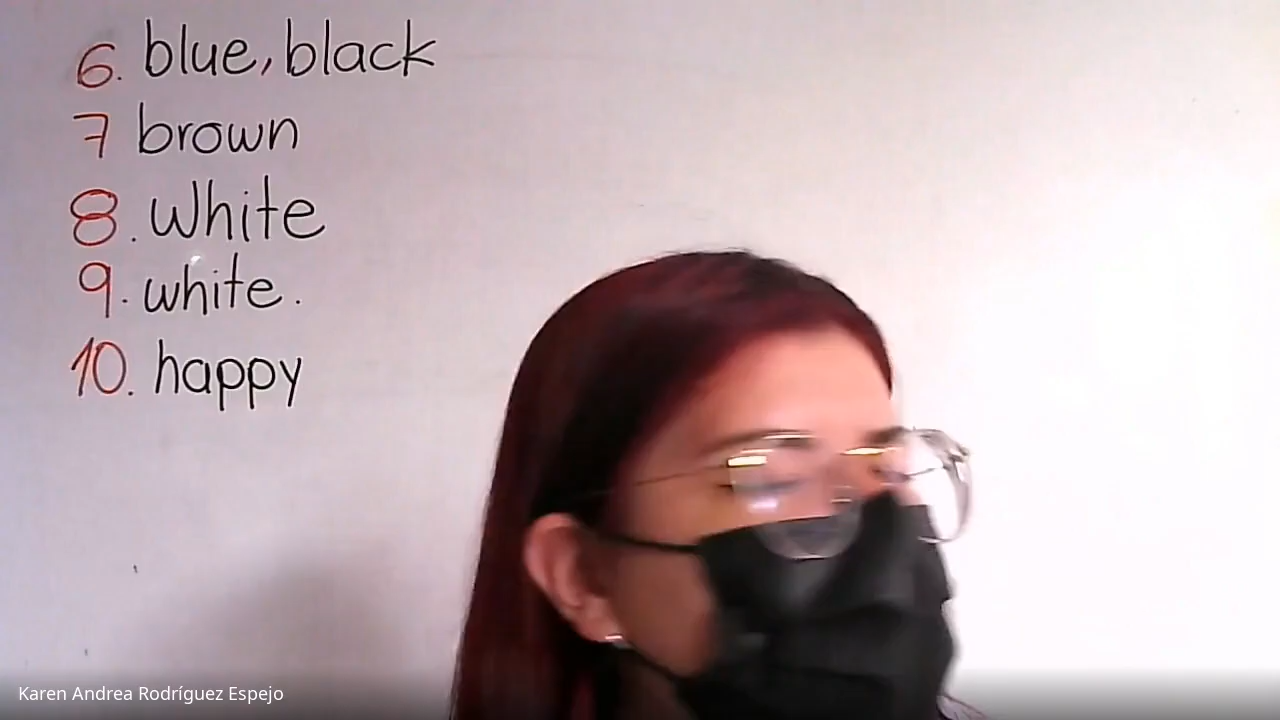 6. blue, black
7 brown
8. White
9. white.
10. happy
Karen Andrea Rodríguez Espejo